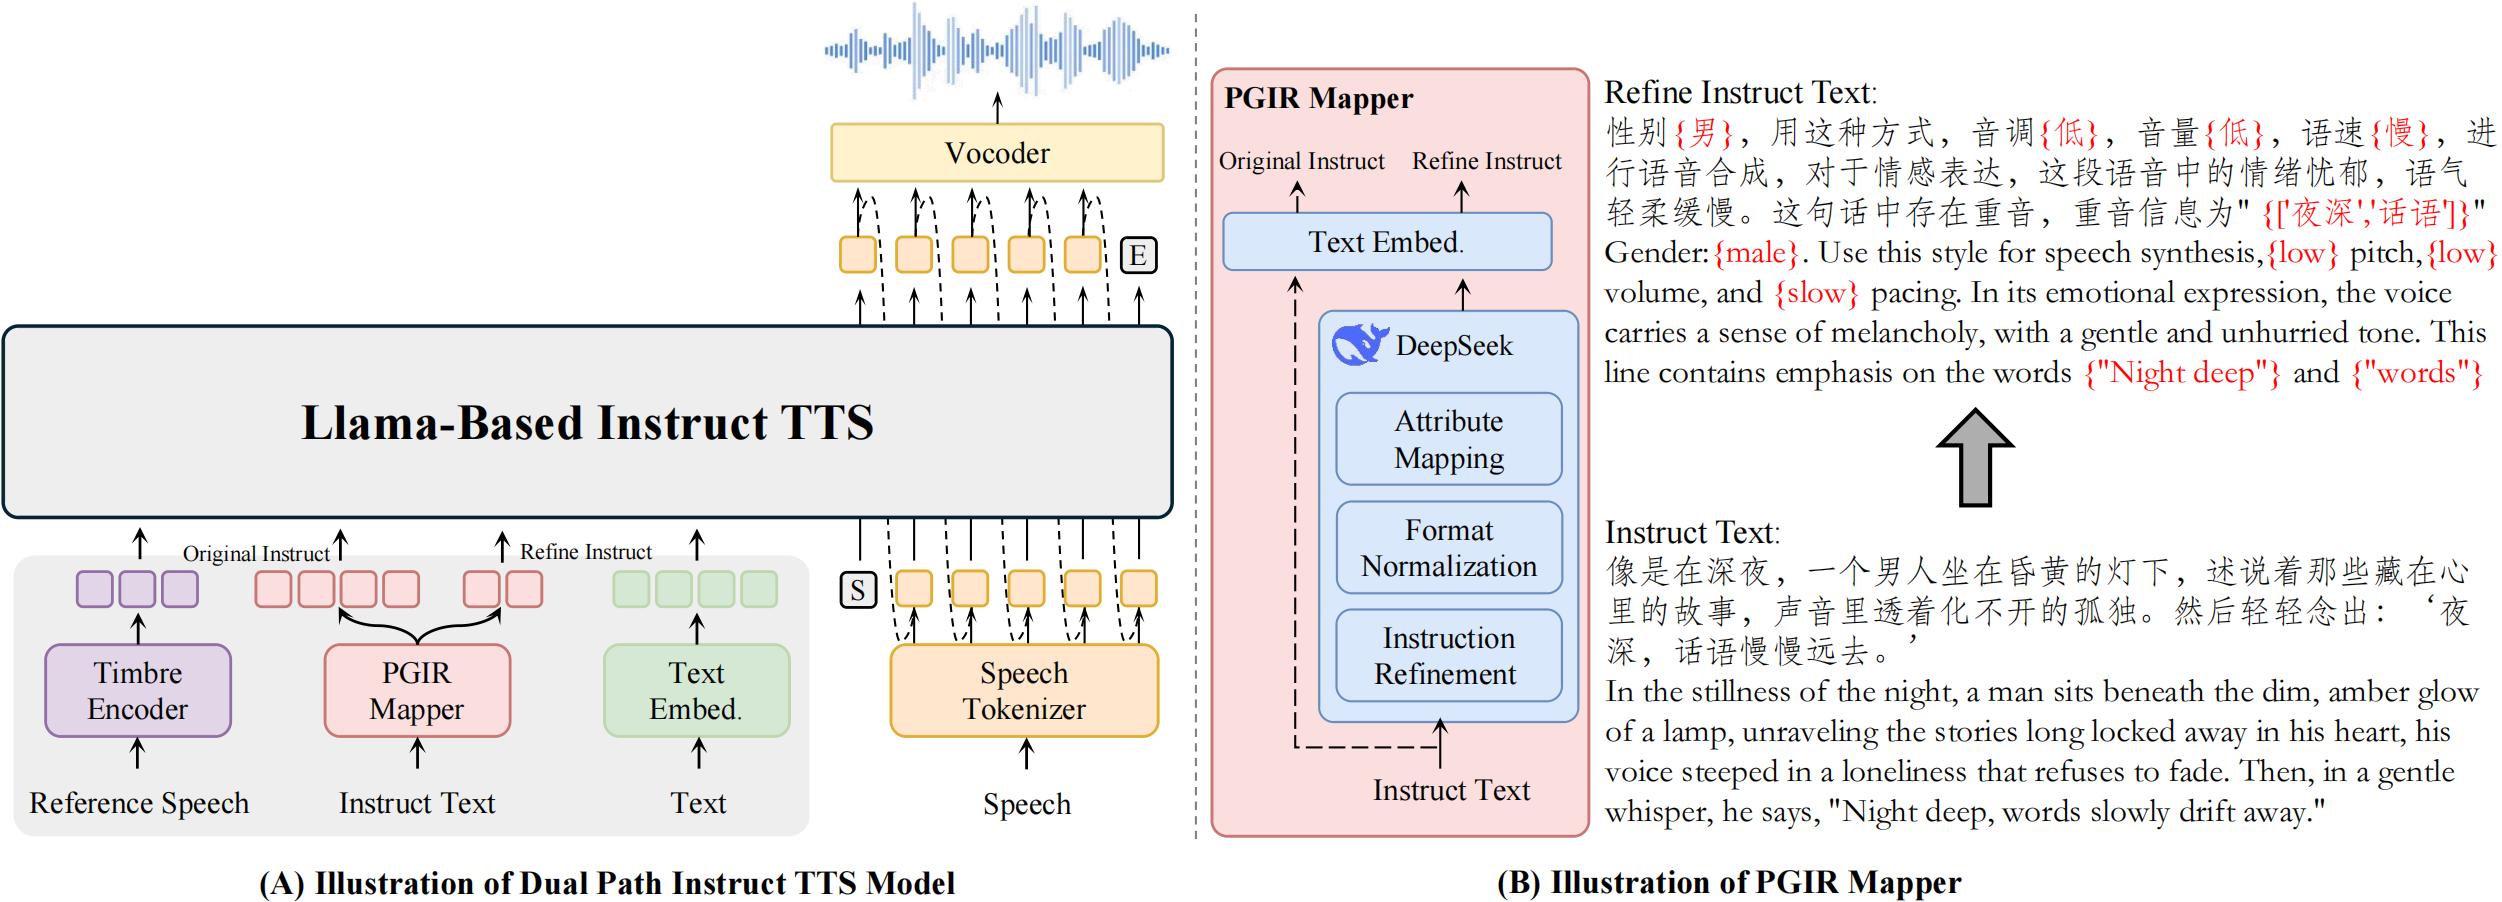 Vocoder
E
Llama-Based Instruct TTS
Original Instruct
Refine Instruct
S
Timbre
Encoder
PGIR
Mapper
Text
Embed.
Speech
Tokenizer
Reference Speech
Instruct Text
Text
Speech
(A) Illustration of Dual Path Instruct TTS Model
PGIR Mapper
Original Instruct
Refine Instruct
Text Embed.
DeepSeek
Attribute
Mapping
Format
Normalization
Instruction
Refinement
Instruct Text
Refine Instruct Text:
性别{男}，用这种方式，音调{低}，音量{低}，语速{慢}，进
行语音合成，对于情感表达，这段语音中的情绪忧郁，语气
轻柔缓慢。这句话中存在重音，重音信息为" {['夜深','话语']}"
Gender:{male}. Use this style for speech synthesis,{low} pitch,{low}
volume, and {slow} pacing. In its emotional expression, the voice
carries a sense of melancholy, with a gentle and unhurried tone. This
line contains emphasis on the words {"Night deep"} and {"words"}
Instruct Text:
像是在深夜，一个男人坐在昏黄的灯下，述说着那些藏在心
里的故事，声音里透着化不开的孤独。然后轻轻念出：‘夜
深，话语慢慢远去。’
In the stillness of the night, a man sits beneath the dim, amber glow
of a lamp, unraveling the stories long locked away in his heart, his
voice steeped in a loneliness that refuses to fade. Then, in a gentle
whisper, he says, "Night deep, words slowly drift away."
(B) Illustration of PGIR Mapper